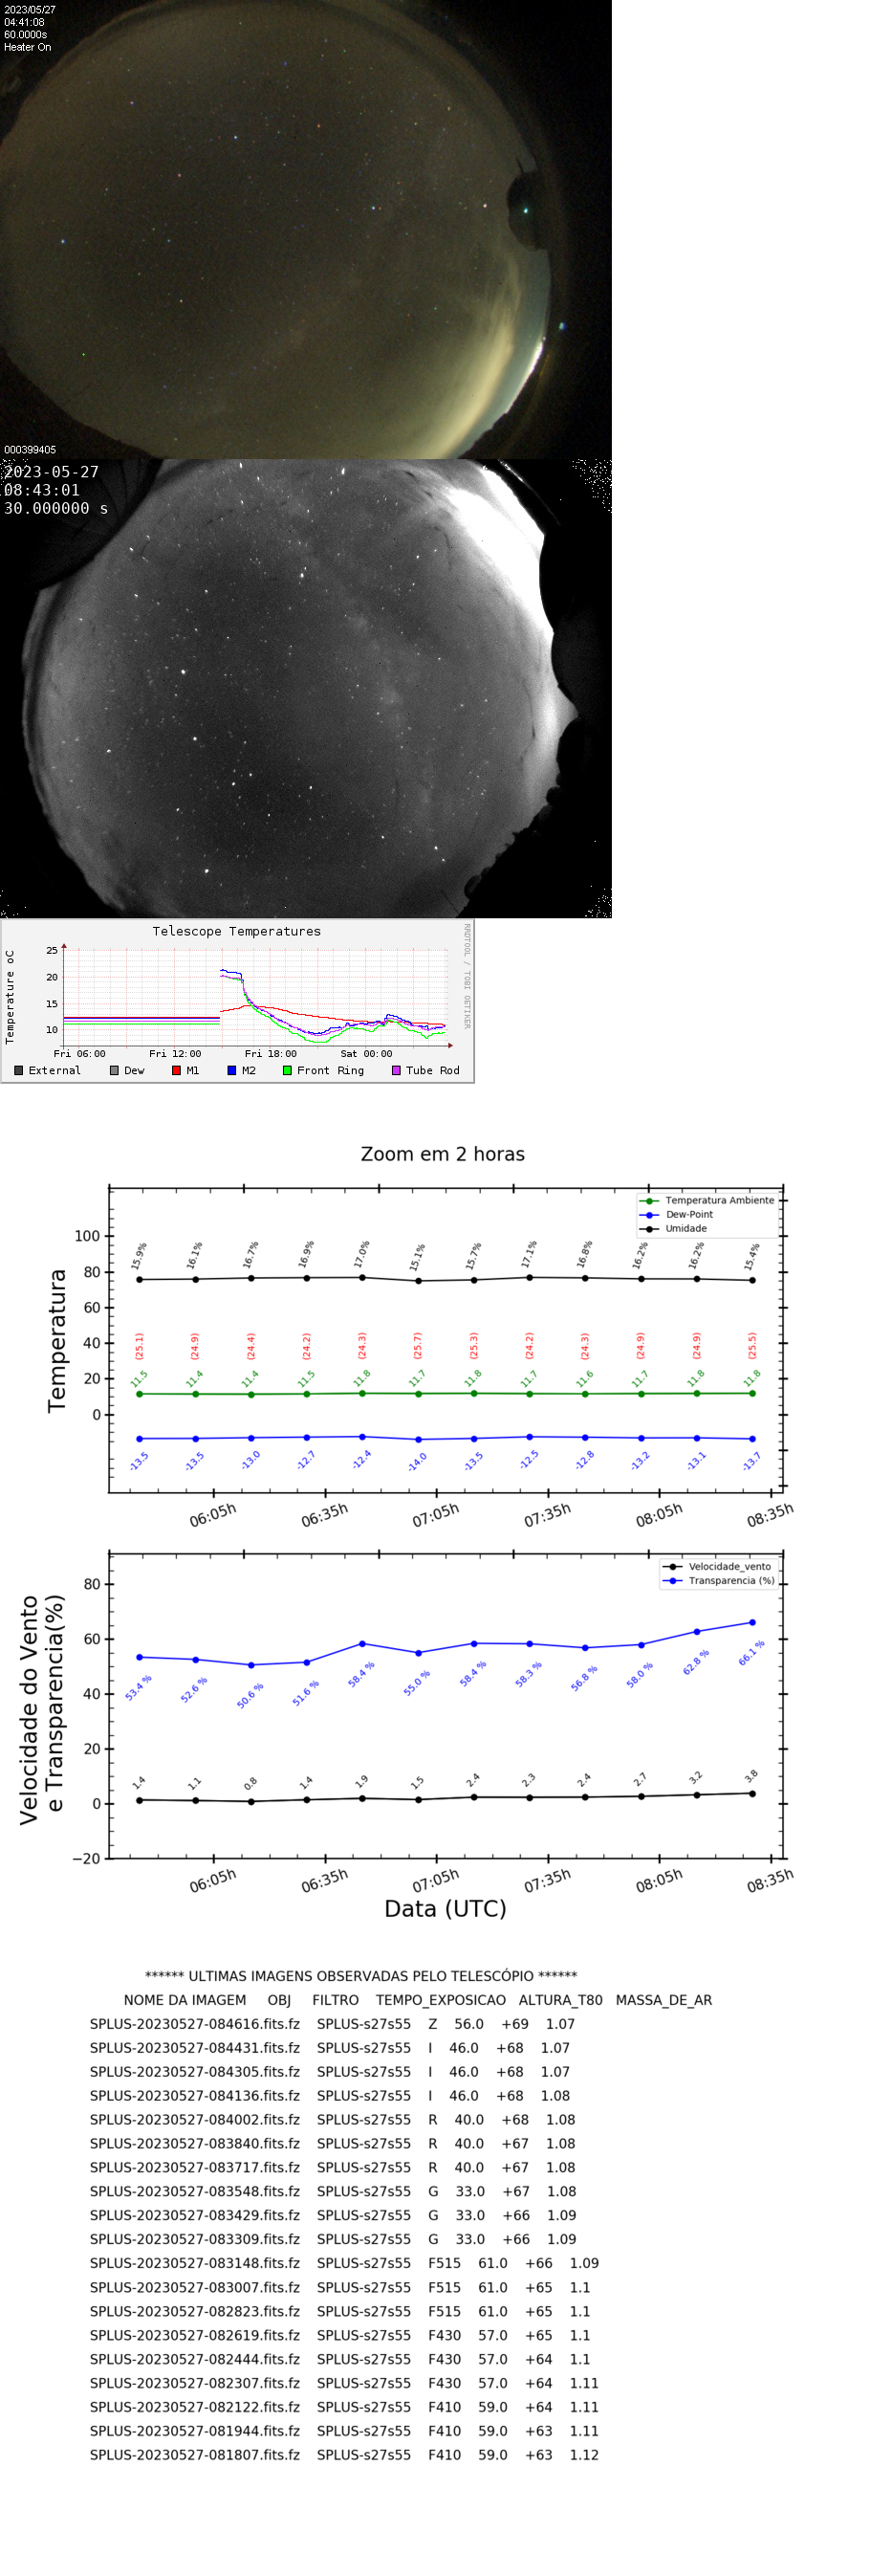 2023/05/27
04:41:08
60.0000s
Heater On
000399405
2023-05-27
08:43:01
30.000000 s
Telescope Temperatures
RRDTOOL / TOBI OETIKER
Temperature oC
25
20
15
10
Fri 06:00 Fri 12:00 Fri 18:00 Sat 00:00
External Dew M1 M2 Front Ring Tube Rod
Zoom em 2 horas
Temperatura Ambiente
Dew-Point
Umidade
Temperatura
100
80
60
40
20
0
15.9% 16.1% 16.7% 16.9% 17.0% 15.1% 15.7% 17.1% 16.8% 16.2% 16.2% 15.4%
(25.1) (24.9) (24.4) (24.2) (24.3) (25.7) (25.3) (24.2) (24.3) (24.9) (24.9) (25.5)
11.5 11.4 11.4 11.5 11.8 11.7 11.8 11.7 11.6 11.7 11.8 11.8
-13.5 -13.5 -13.0 -12.7 -12.4 -14.0 -13.5 -12.5 -12.8 -13.2 -13.1 -13.7
06:05h 06:35h 07:05h 07:35h 08:05h 08:35h
Velocidade_vento
Transparencia (%)
Velocidade do Vento
e Transparencia(%)
80
60
40
20
0
−20
53.4 % 52.6 % 50.6 % 51.6 % 58.4 % 55.0 % 58.4 % 58.3 % 56.8 % 58.0 % 62.8 % 66.1 %
1.4 1.1 0.8 1.4 1.9 1.5 2.4 2.3 2.4 2.7 3.2 3.8
06:05h 06:35h 07:05h 07:35h 08:05h 08:35h
Data (UTC)
****** ULTIMAS IMAGENS OBSERVADAS PELO TELESCÓPIO ******
NOME DA IMAGEM OBJ FILTRO TEMPO_EXPOSICAO ALTURA_T80 MASSA_DE_AR
SPLUS-20230527-084616.fits.fz SPLUS-s27s55 Z 56.0 +69 1.07
SPLUS-20230527-084431.fits.fz SPLUS-s27s55 I 46.0 +68 1.07
SPLUS-20230527-084305.fits.fz SPLUS-s27s55 I 46.0 +68 1.07
SPLUS-20230527-084136.fits.fz SPLUS-s27s55 I 46.0 +68 1.08
SPLUS-20230527-084002.fits.fz SPLUS-s27s55 R 40.0 +68 1.08
SPLUS-20230527-083840.fits.fz SPLUS-s27s55 R 40.0 +67 1.08
SPLUS-20230527-083717.fits.fz SPLUS-s27s55 R 40.0 +67 1.08
SPLUS-20230527-083548.fits.fz SPLUS-s27s55 G 33.0 +67 1.08
SPLUS-20230527-083429.fits.fz SPLUS-s27s55 G 33.0 +66 1.09
SPLUS-20230527-083309.fits.fz SPLUS-s27s55 G 33.0 +66 1.09
SPLUS-20230527-083148.fits.fz SPLUS-s27s55 F515 61.0 +66 1.09
SPLUS-20230527-083007.fits.fz SPLUS-s27s55 F515 61.0 +65 1.1
SPLUS-20230527-082823.fits.fz SPLUS-s27s55 F515 61.0 +65 1.1
SPLUS-20230527-082619.fits.fz SPLUS-s27s55 F430 57.0 +65 1.1
SPLUS-20230527-082444.fits.fz SPLUS-s27s55 F430 57.0 +64 1.1
SPLUS-20230527-082307.fits.fz SPLUS-s27s55 F430 57.0 +64 1.11
SPLUS-20230527-082122.fits.fz SPLUS-s27s55 F410 59.0 +64 1.11
SPLUS-20230527-081944.fits.fz SPLUS-s27s55 F410 59.0 +63 1.11
SPLUS-20230527-081807.fits.fz SPLUS-s27s55 F410 59.0 +63 1.12